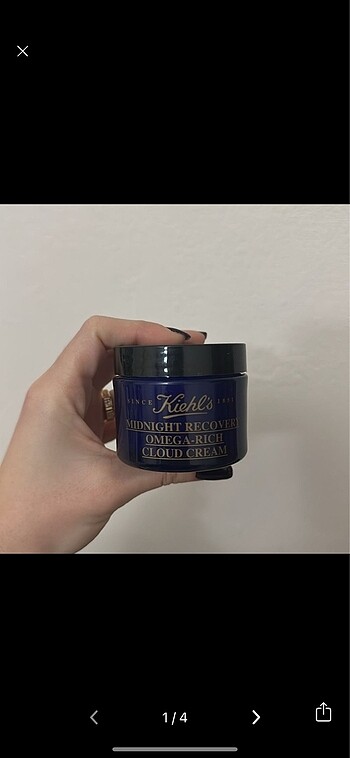 SINCE Kiehl's 1851
MIDNIGHT RECOVERY
OMEGA-RICH
CLOUD CREAM
1/4